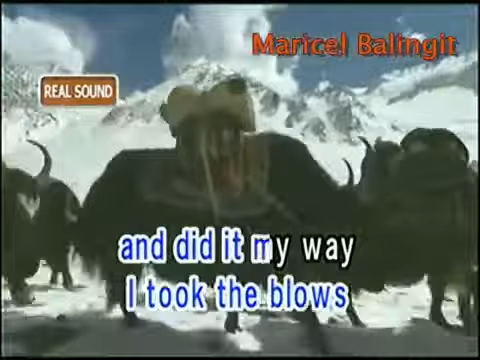 Maricel Balingit
REAL SOUND
and did it my way
I took the blows